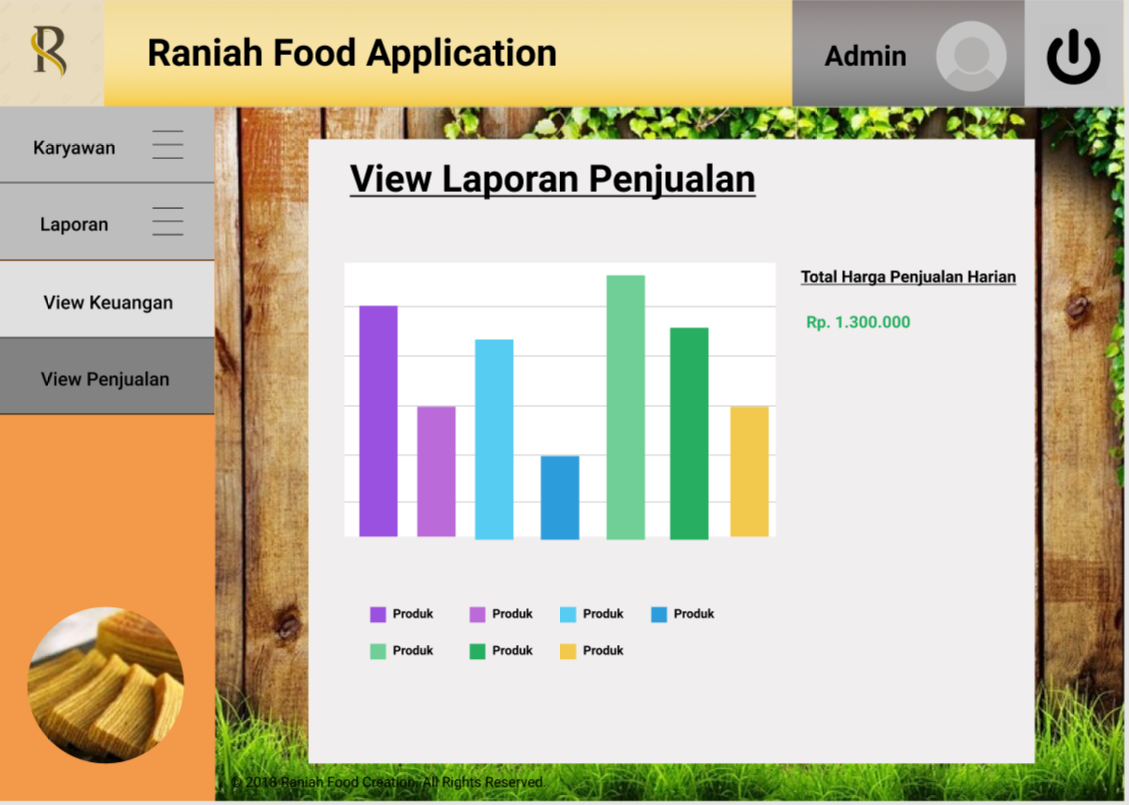 R
Raniah Food Application
Admin
Karyawan
Laporan
View Keuangan
View Penjualan
View Laporan Penjualan
Total Harga Penjualan Harian
Rp. 1.300.000
Produk Produk Produk Produk
Produk Produk Produk
© 2018 Raniah Food Creation. All Rights Reserved.